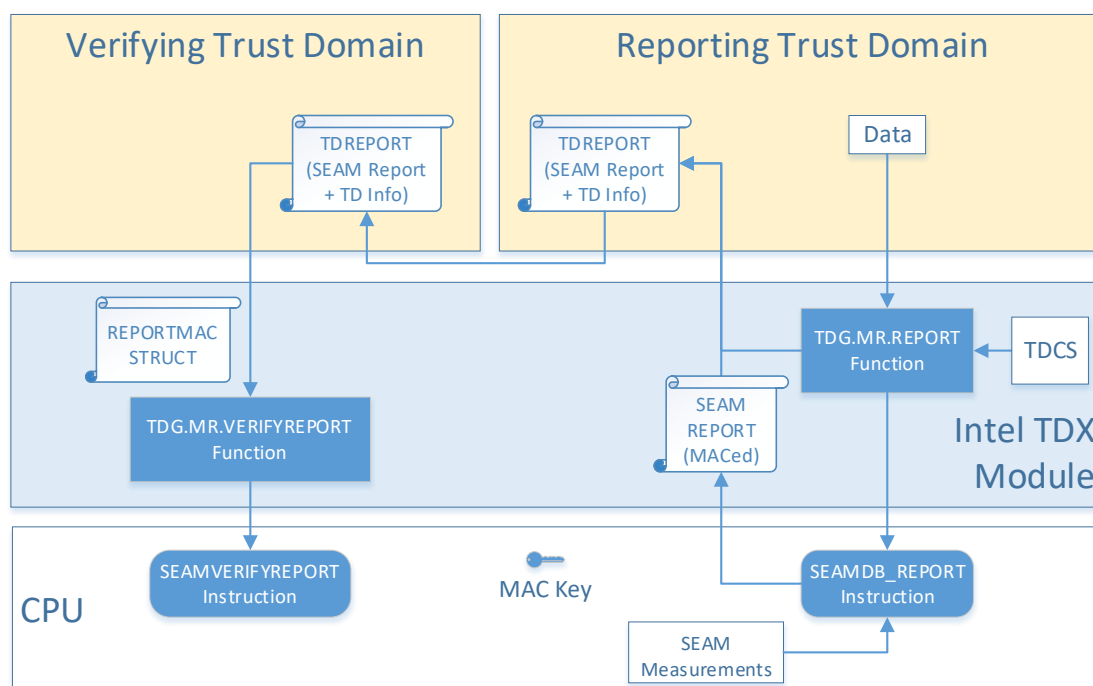 Verifying Trust Domain
Reporting Trust Domain
TDREPORT
(SEAM Report
+ TD Info)
TDREPORT
(SEAM Report
+ TD Info)
Data
REPORTMAC
STRUCT
TDG.MR.REPORT
Function
TDCS
TDG.MR.VERIFYREPORT
Function
SEAM
REPORT
(MACed)
Intel TDX
Module
SEAMVERIFYREPORT
Instruction
MAC Key
SEAMDB_REPORT
Instruction
CPU
SEAM
Measurements